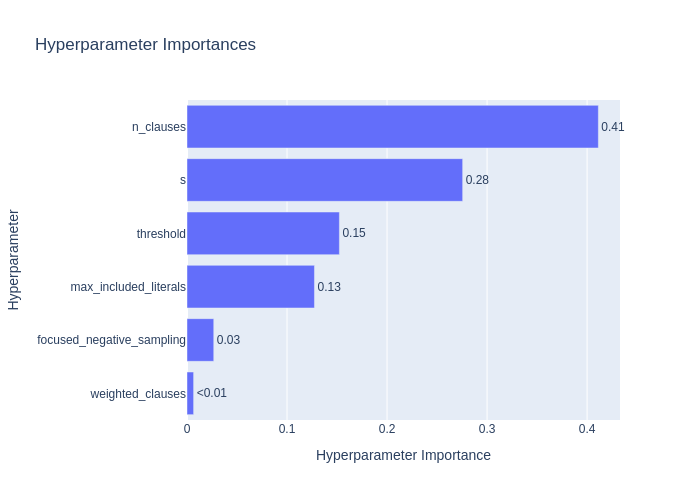 Hyperparameter Importances
n_clauses
0.41
s
0.28
threshold
0.15
max_included_literals
0.13
focused_negative_sampling
0.03
weighted_clauses
<0.01
0
0.1
0.2
0.3
0.4
Hyperparameter Importance
Hyperparameter